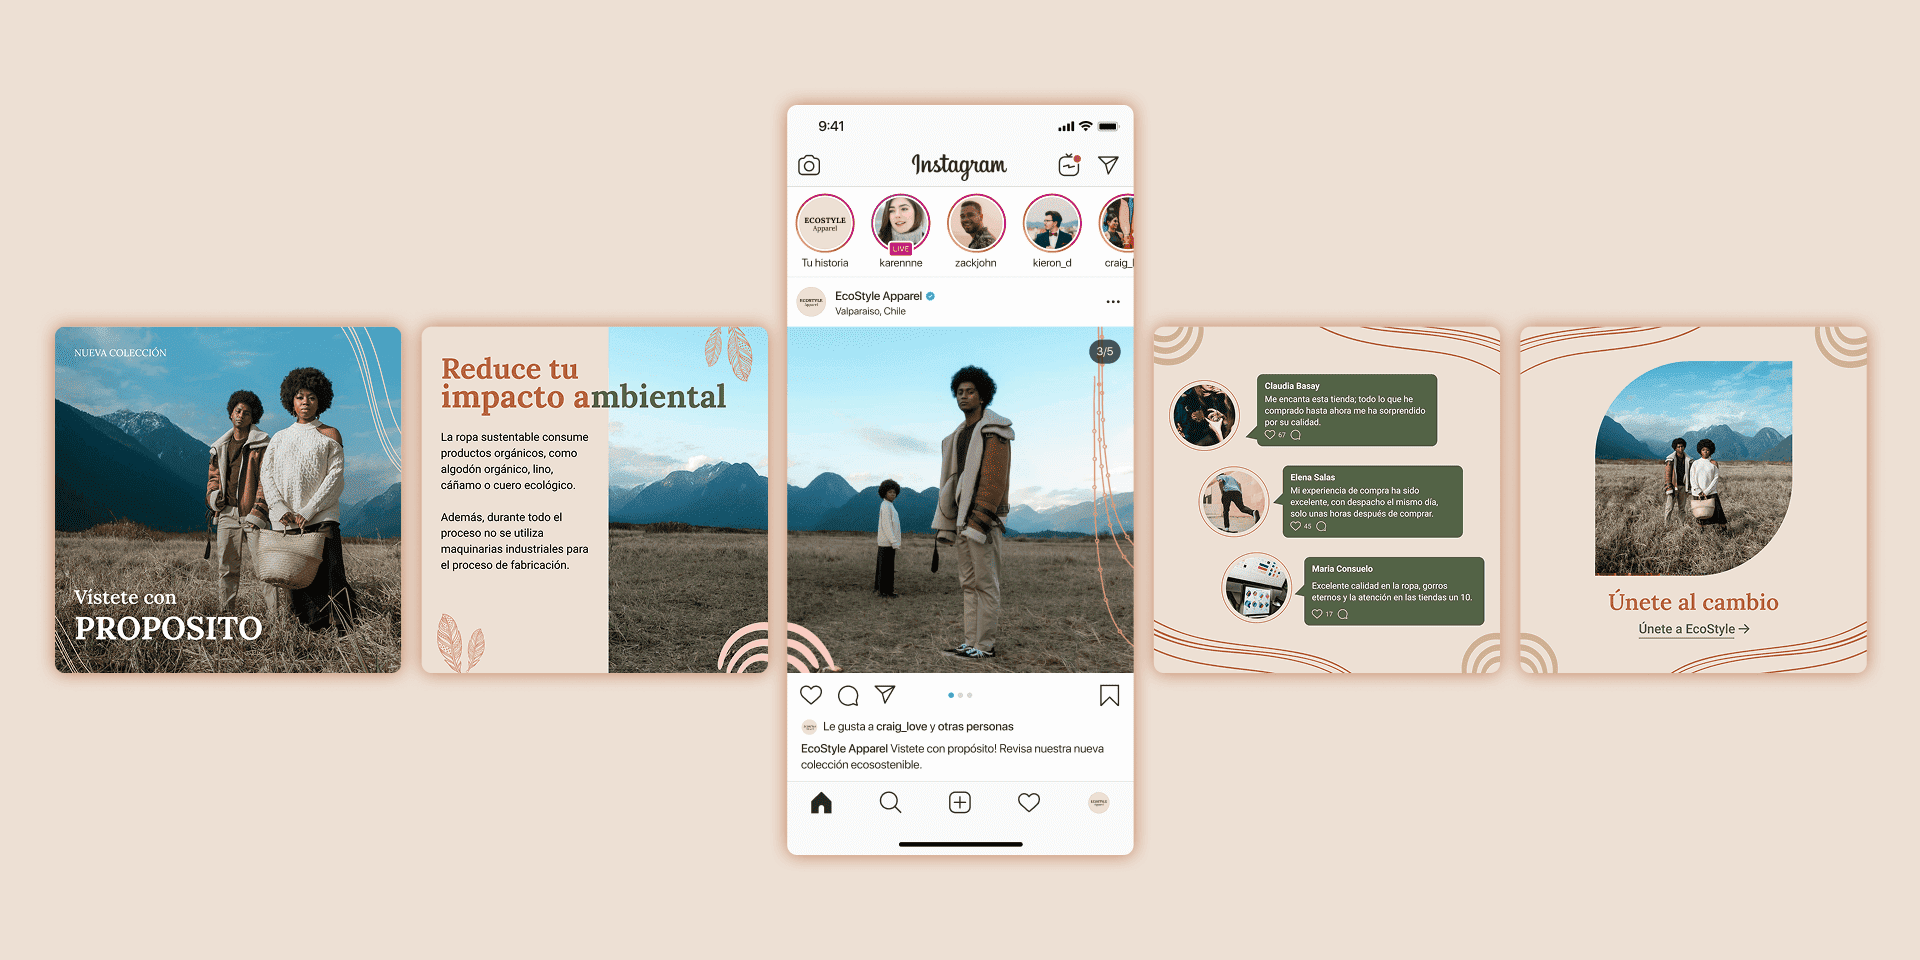 NUEVA COLECCIÓN
Vístete con
PROPOSITO
Reduce tu
impacto ambiental
La ropa sustentable consume
productos orgánicos, como
algodón orgánico, lino,
cáñamo o cuero ecológico.
Además, durante todo el
proceso no se utiliza
maquinarias industriales para
el proceso de fabricación.
9:41
Instagram
ECOSTYLE
Apparel
LIVE
Tu historia
karennne
zackjohn
kieron_d
craig_l
ECOSTYLE
Apparel
EcoStyle Apparel
Valparaiso, Chile
3/5
Le gusta a craig_love y otras personas
EcoStyle Apparel Vistete con propósito! Revisa nuestra nueva
colección ecosostenible.
Claudia Basay
Me encanta esta tienda; todo lo que he
comprado hasta ahora me ha sorprendido
por su calidad.
67
Elena Salas
Mi experiencia de compra ha sido
excelente, con despacho el mismo día,
solo unas horas después de comprar.
45
Maria Consuelo
Excelente calidad en la ropa, gorros
eternos y la atención en las tiendas un 10.
17
Únete al cambio
Únete a EcoStyle →